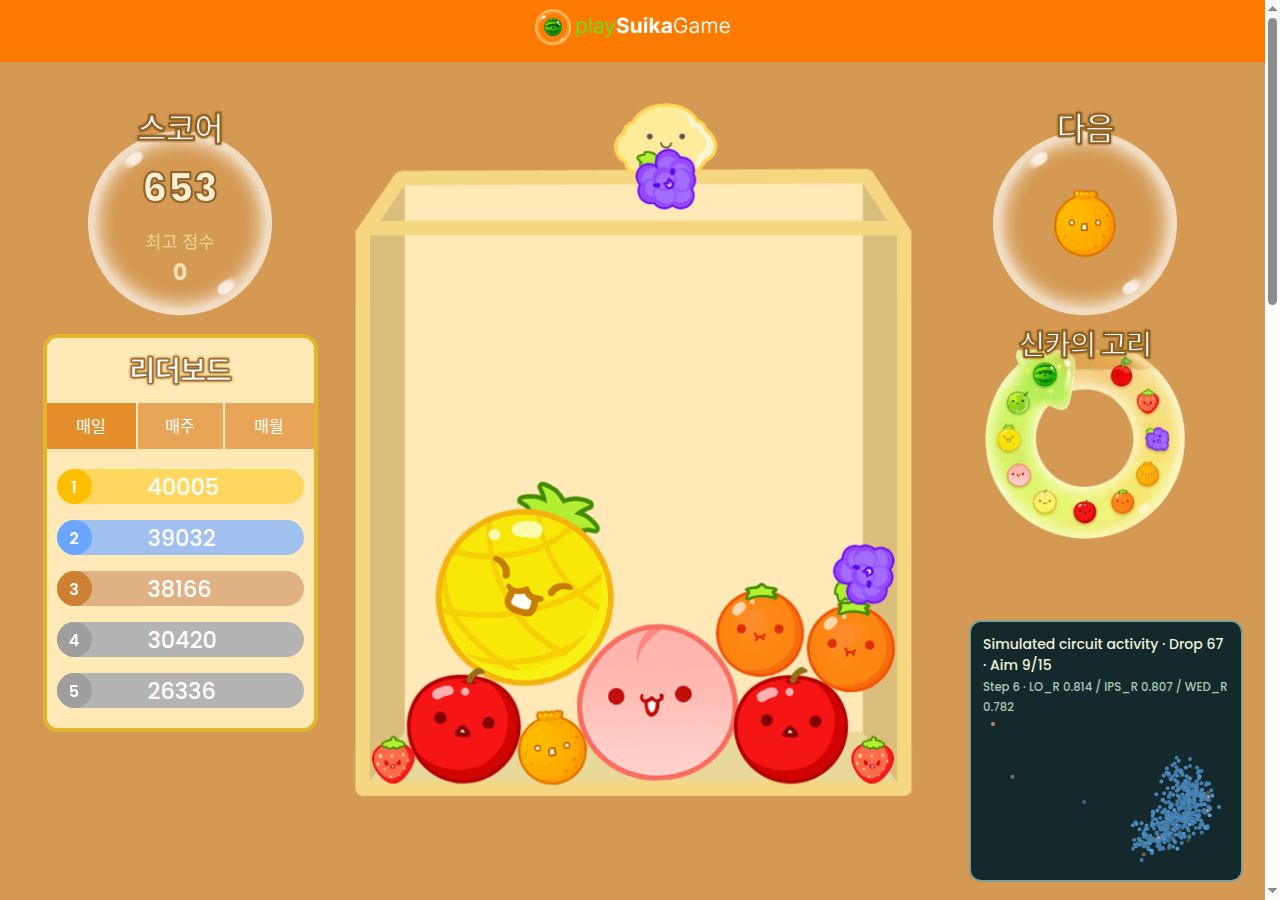 playSuikaGame
스코어
653
최고 점수
0
리더보드
매일 매주 매월
1 40005
2 39032
3 38166
4 30420
5 26336
다음
신카의 고리
Simulated circuit activity · Drop 67
· Aim 9/15
Step 6 · LO_R 0.814 / IPS_R 0.807 / WED_R
0.782